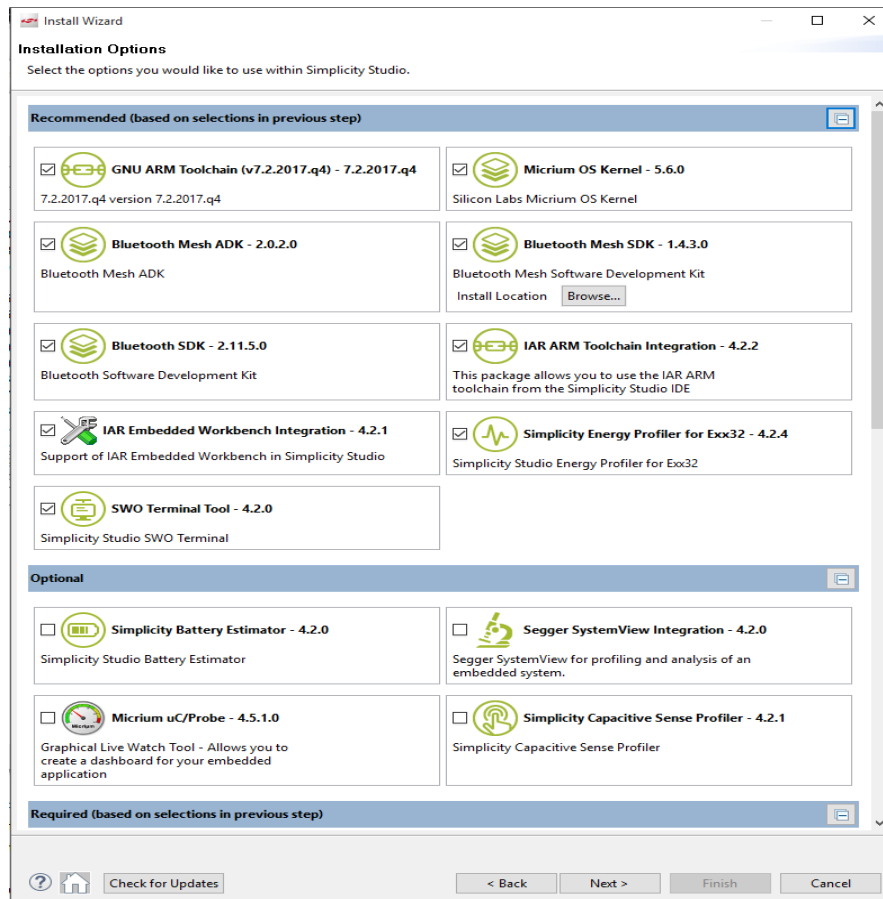 Install Wizard
Installation Options
Select the options you would like to use within Simplicity Studio.
Recommended (based on selections in previous step)
GNU ARM Toolchain (v7.2.2017.q4) - 7.2.2017.q4
7.2.2017.q4 version 7.2.2017.q4
Micrium OS Kernel - 5.6.0
Silicon Labs Micrium OS Kernel
Bluetooth Mesh ADK - 2.0.2.0
Bluetooth Mesh ADK
Bluetooth Mesh SDK - 1.4.3.0
Bluetooth Mesh Software Development Kit
Install Location Browse...
Bluetooth SDK - 2.11.5.0
Bluetooth Software Development Kit
IAR ARM Toolchain Integration - 4.2.2
This package allows you to use the IAR ARM
toolchain from the Simplicity Studio IDE
IAR Embedded Workbench Integration - 4.2.1
Support of IAR Embedded Workbench in Simplicity Studio
Simplicity Energy Profiler for Exx32 - 4.2.4
Simplicity Studio Energy Profiler for Exx32
SWO Terminal Tool - 4.2.0
Simplicity Studio SWO Terminal
Optional
Simplicity Battery Estimator - 4.2.0
Simplicity Studio Battery Estimator
Segger SystemView Integration - 4.2.0
Segger SystemView for profiling and analysis of an
embedded system.
Micrium
Micrium uC/Probe - 4.5.1.0
Graphical Live Watch Tool - Allows you to
create a dashboard for your embedded
application
Simplicity Capacitive Sense Profiler - 4.2.1
Simplicity Capacitive Sense Profiler
Required (based on selections in previous step)
? Check for Updates < Back Next > Finish Cancel